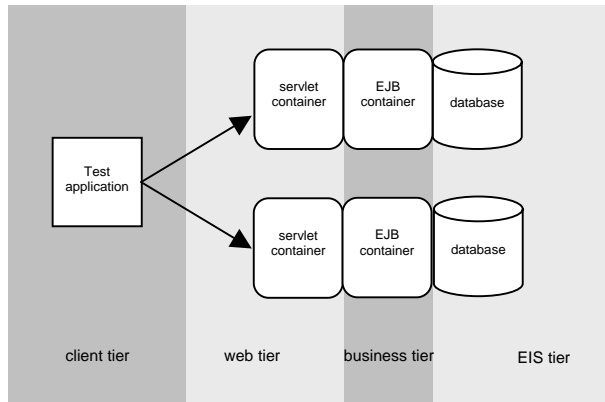 servlet
container
EJB
container
database
Test
application
servlet
container
EJB
container
database
client tier
web tier
business tier
EIS tier